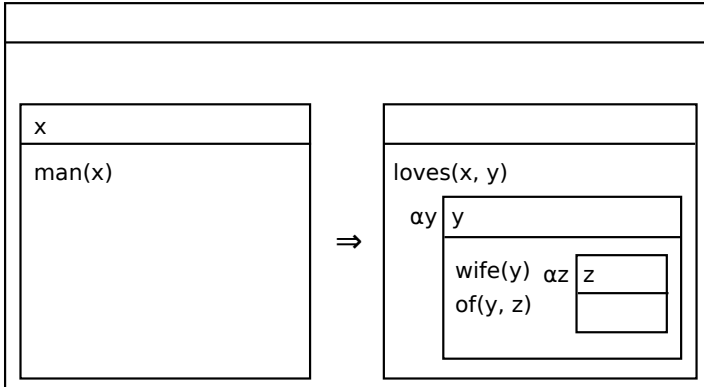 x
man(x)
⇒
loves(x, y)
αy y
wife(y) αz z
of(y, z)